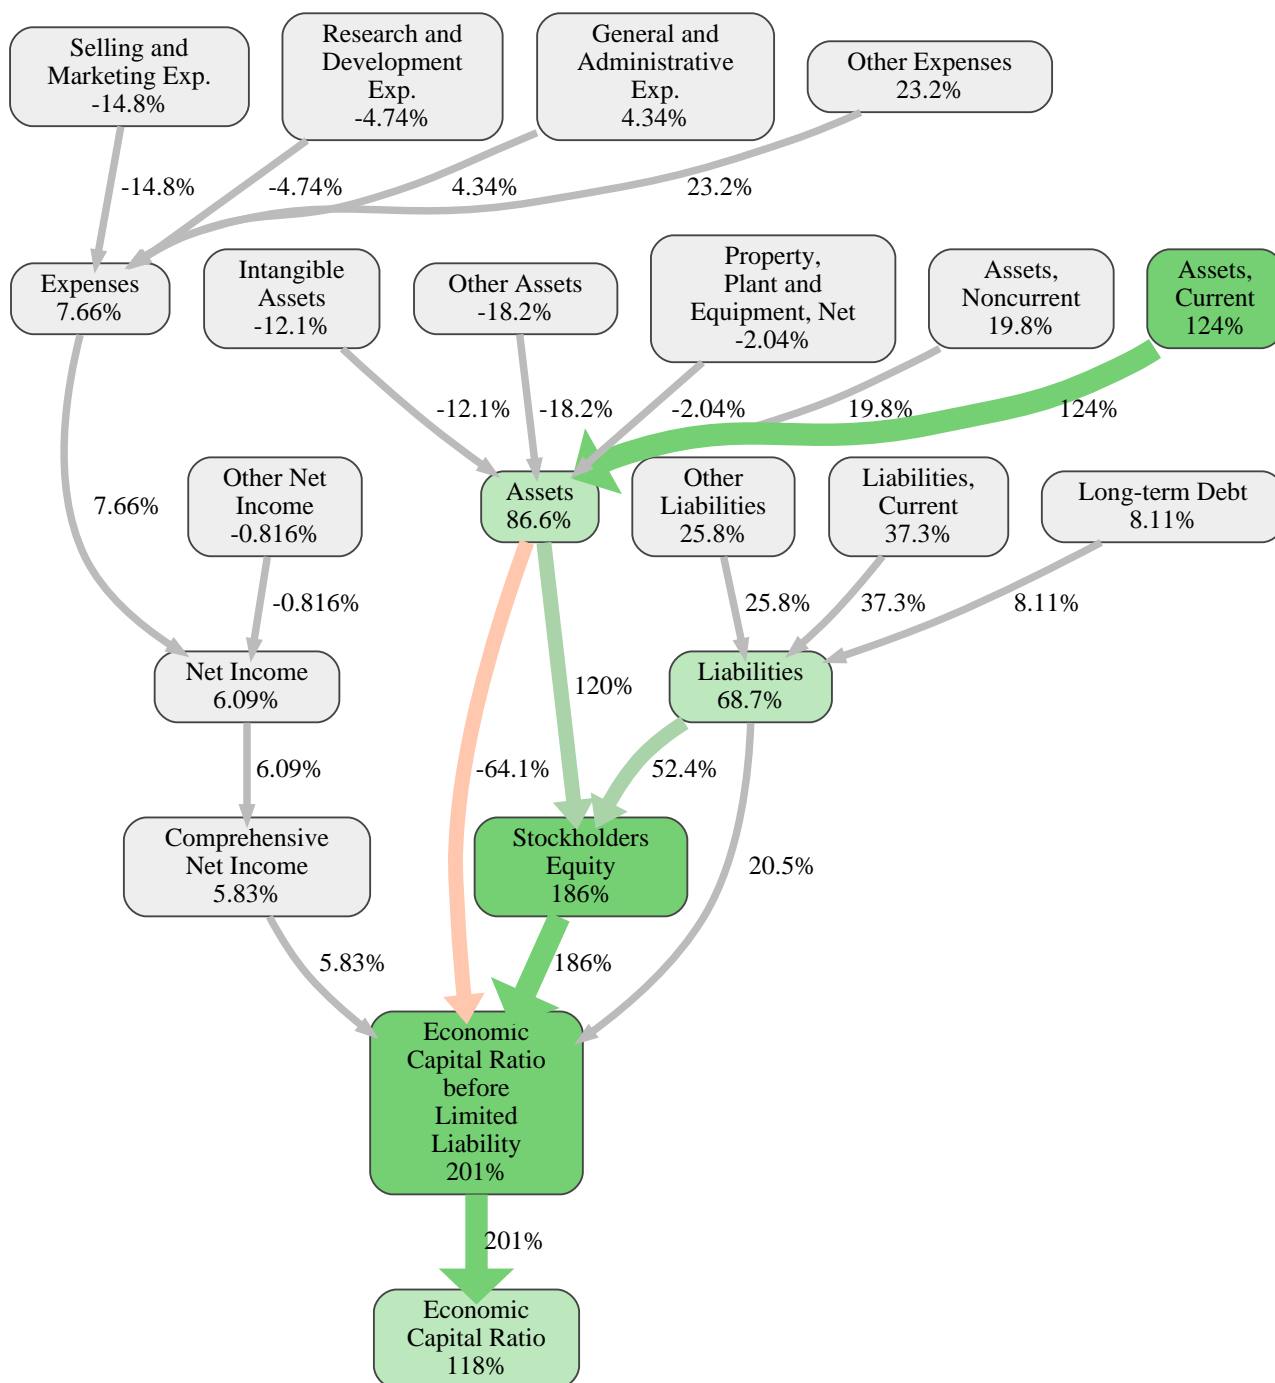 Selling and
Marketing Exp.
-14.8%
Research and
Development
Exp.
-4.74%
General and
Administrative
Exp.
4.34%
Other Expenses
23.2%
-14.8%
-4.74%
4.34%
23.2%
Expenses
7.66%
Intangible
Assets
-12.1%
Other Assets
-18.2%
Property,
Plant and
Equipment, Net
-2.04%
Assets,
Noncurrent
19.8%
Assets,
Current
124%
-12.1%
-18.2%
-2.04%
19.8%
124%
7.66%
Other Net
Income
-0.816%
Assets
86.6%
Other
Liabilities
25.8%
Liabilities,
Current
37.3%
Long-term Debt
8.11%
-0.816%
25.8%
37.3%
8.11%
Net Income
6.09%
120%
Liabilities
68.7%
6.09%
-64.1%
52.4%
Comprehensive
Net Income
5.83%
Stockholders
Equity
186%
20.5%
5.83%
186%
Economic
Capital Ratio
before
Limited
Liability
201%
201%
Economic
Capital Ratio
118%